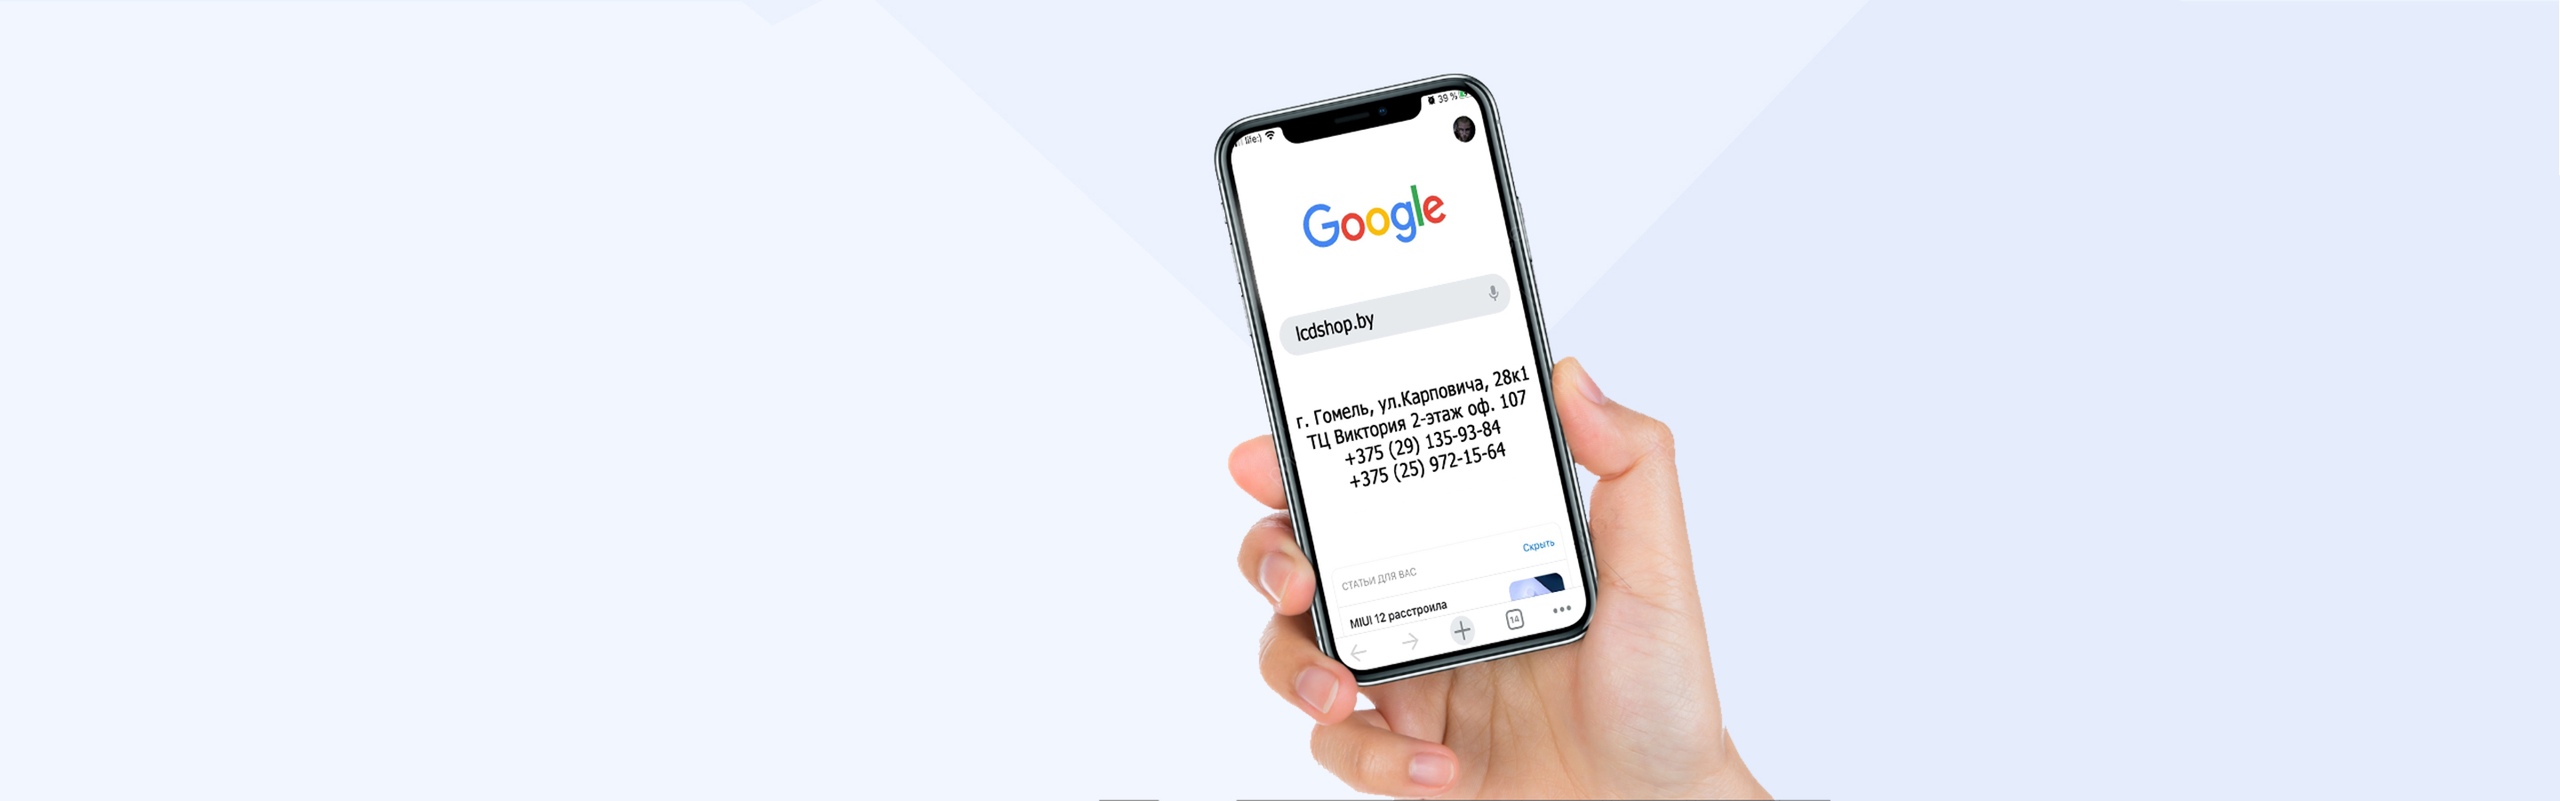 life:)
39 %
Google
lcdshop.by
г. Гомель, ул.Карповича, 28к1
ТЦ Виктория 2-этаж оф. 107
+375 (29) 135-93-84
+375 (25) 972-15-64
СТАТЬИ ДЛЯ ВАС
Скрыть
MIUI 12 расстроила
14